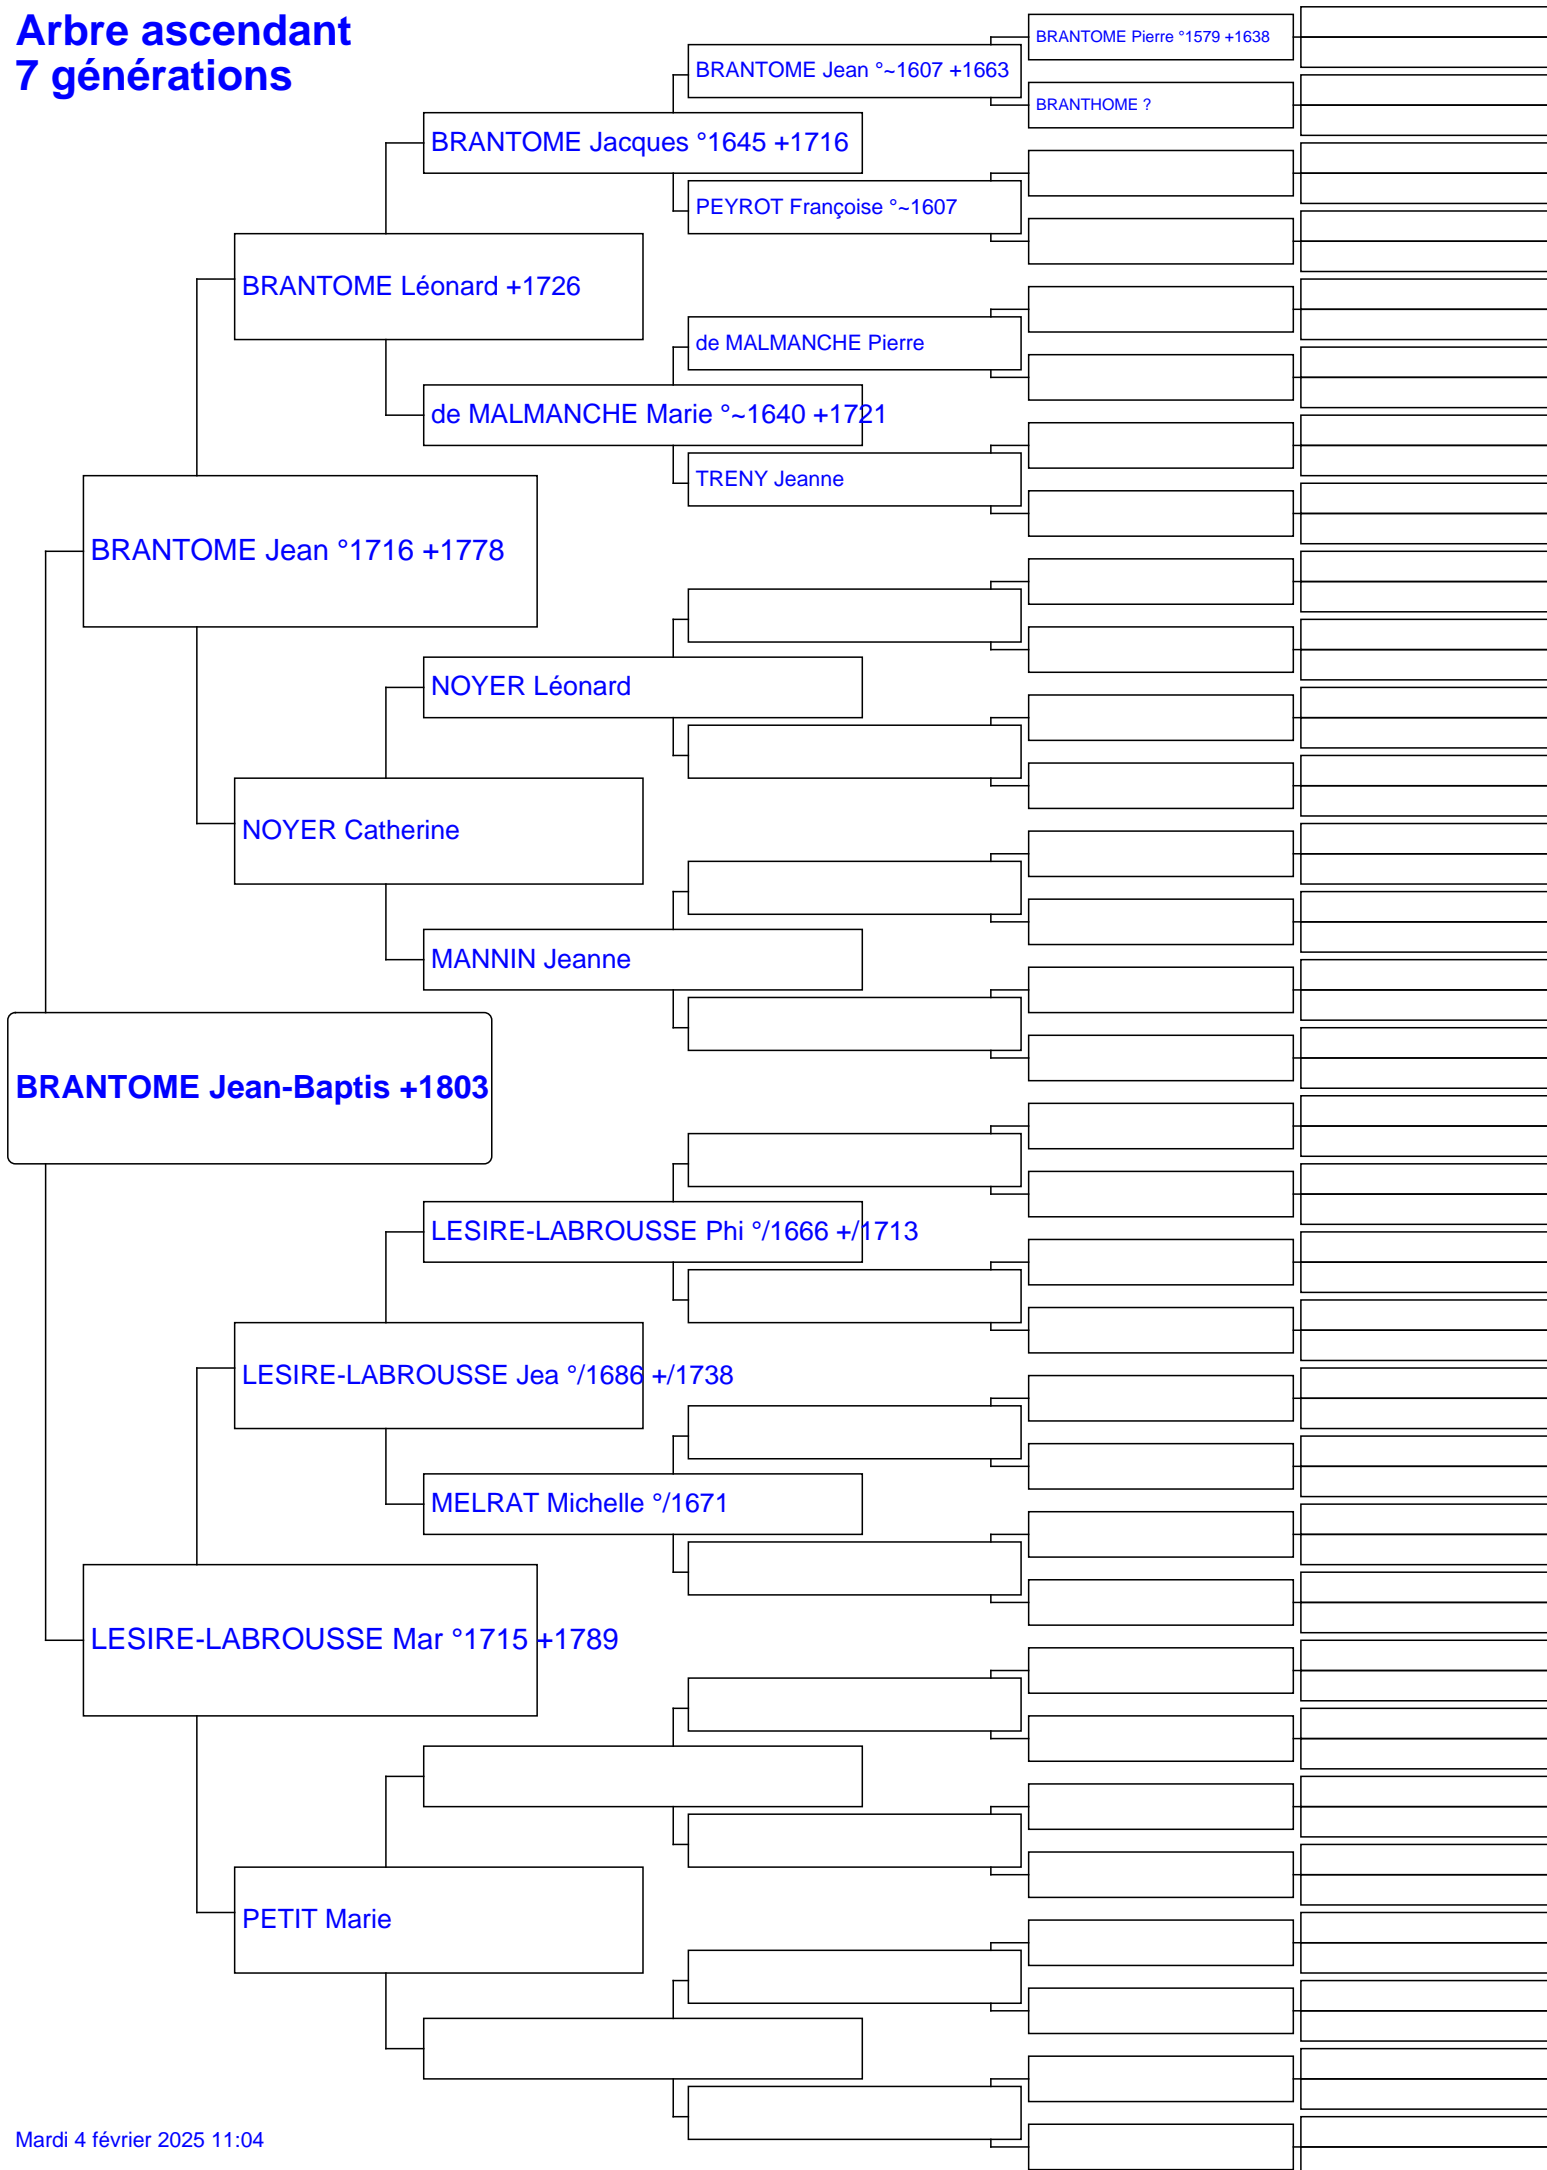 Arbre ascendant
7 générations
BRANTOME Pierre °1579 +1638
BRANTOME Jean °~1607 +1663
BRANTHOME ?
BRANTOME Jacques °1645 +1716
PEYROT Françoise °~1607
BRANTOME Léonard +1726
de MALMANCHE Pierre
de MALMANCHE Marie °~1640 +1721
TRENY Jeanne
BRANTOME Jean °1716 +1778
NOYER Léonard
NOYER Catherine
MANNIN Jeanne
BRANTOME Jean-Baptis +1803
LESIRE-LABROUSSE Phi °/1666 +/1713
LESIRE-LABROUSSE Jea °/1686 +/1738
MELRAT Michelle °/1671
LESIRE-LABROUSSE Mar °1715 +1789
PETIT Marie
Mardi 4 février 2025 11:04